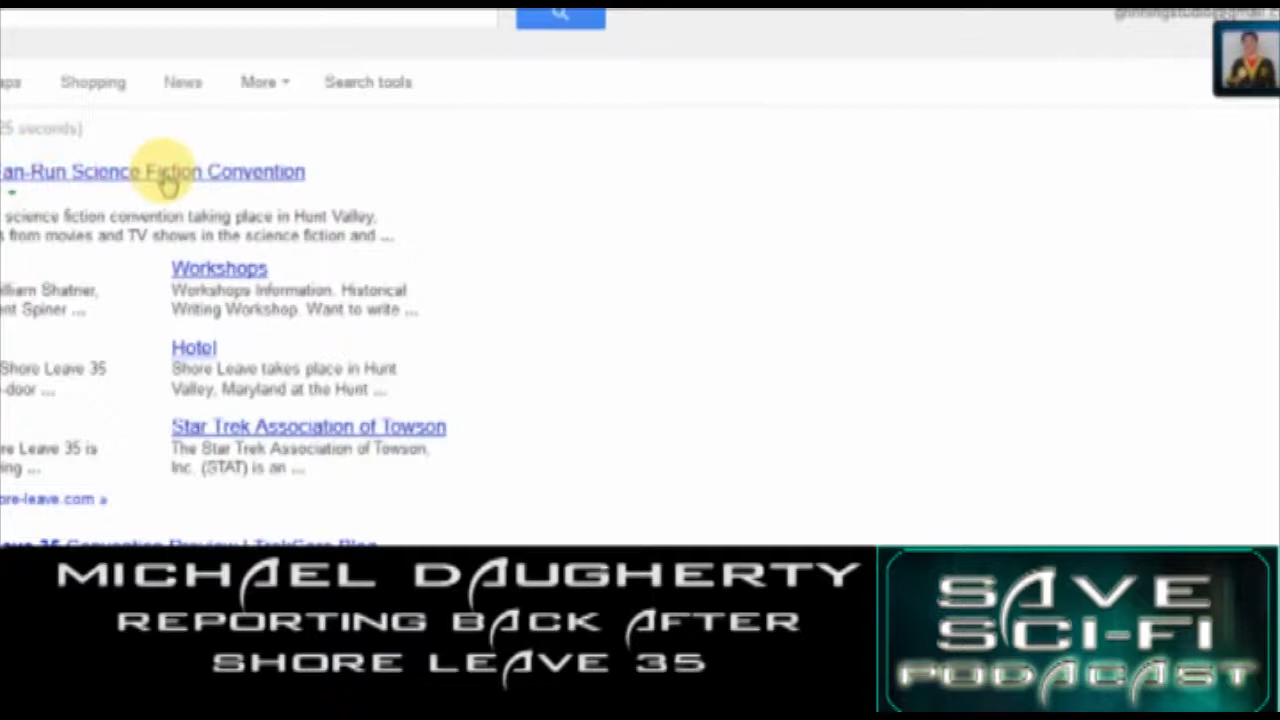 Shopping News More Search tools
25 seconds)
an-Run Science Fiction Convention
science fiction convention taking place in Hunt Valley,
s from movies and TV shows in the science fiction and ...
Workshops
illiam Shatner, Workshops Information. Historical
nt Spiner ... Writing Workshop. Want to write ...
Hotel
Shore Leave 35 Shore Leave takes place in Hunt
-door ... Valley, Maryland at the Hunt ...
Star Trek Association of Towson
re Leave 35 is The Star Trek Association of Towson,
ing ... Inc. (STAT) is an ...
ore-leave.com »
MICHAEL DAUGHERTY
REPORTING BACK AFTER
SHORE LEAVE 35
SAVE
SCI-FI
PODACAST